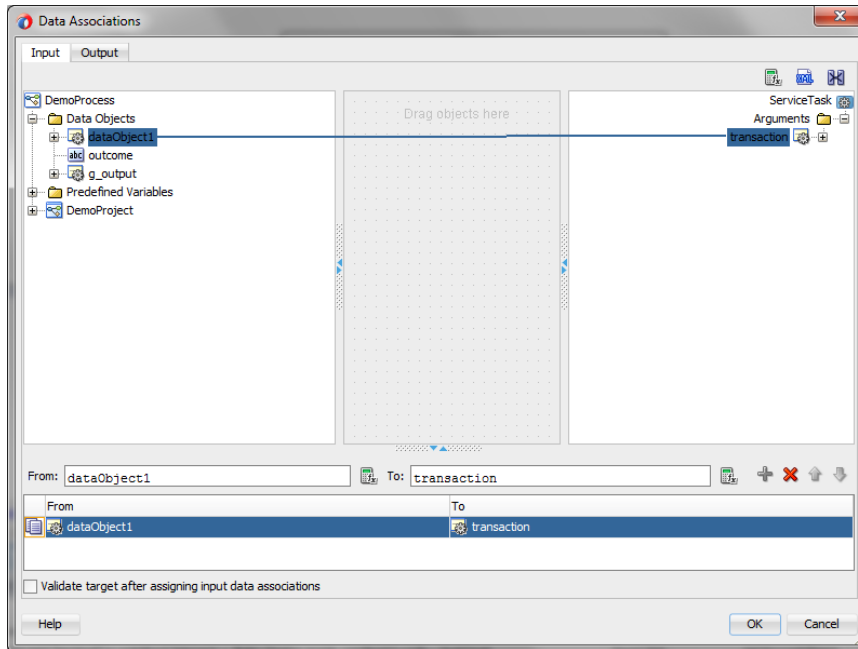 Data Associations
Input Output
DemoProcess
Data Objects
dataObject1
abc outcome
g_output
Predefined Variables
DemoProject
Drag objects here
ServiceTask
Arguments
transaction
From: dataObject1 To: transaction
From To
dataObject1 transaction
Validate target after assigning input data associations
Help OK Cancel